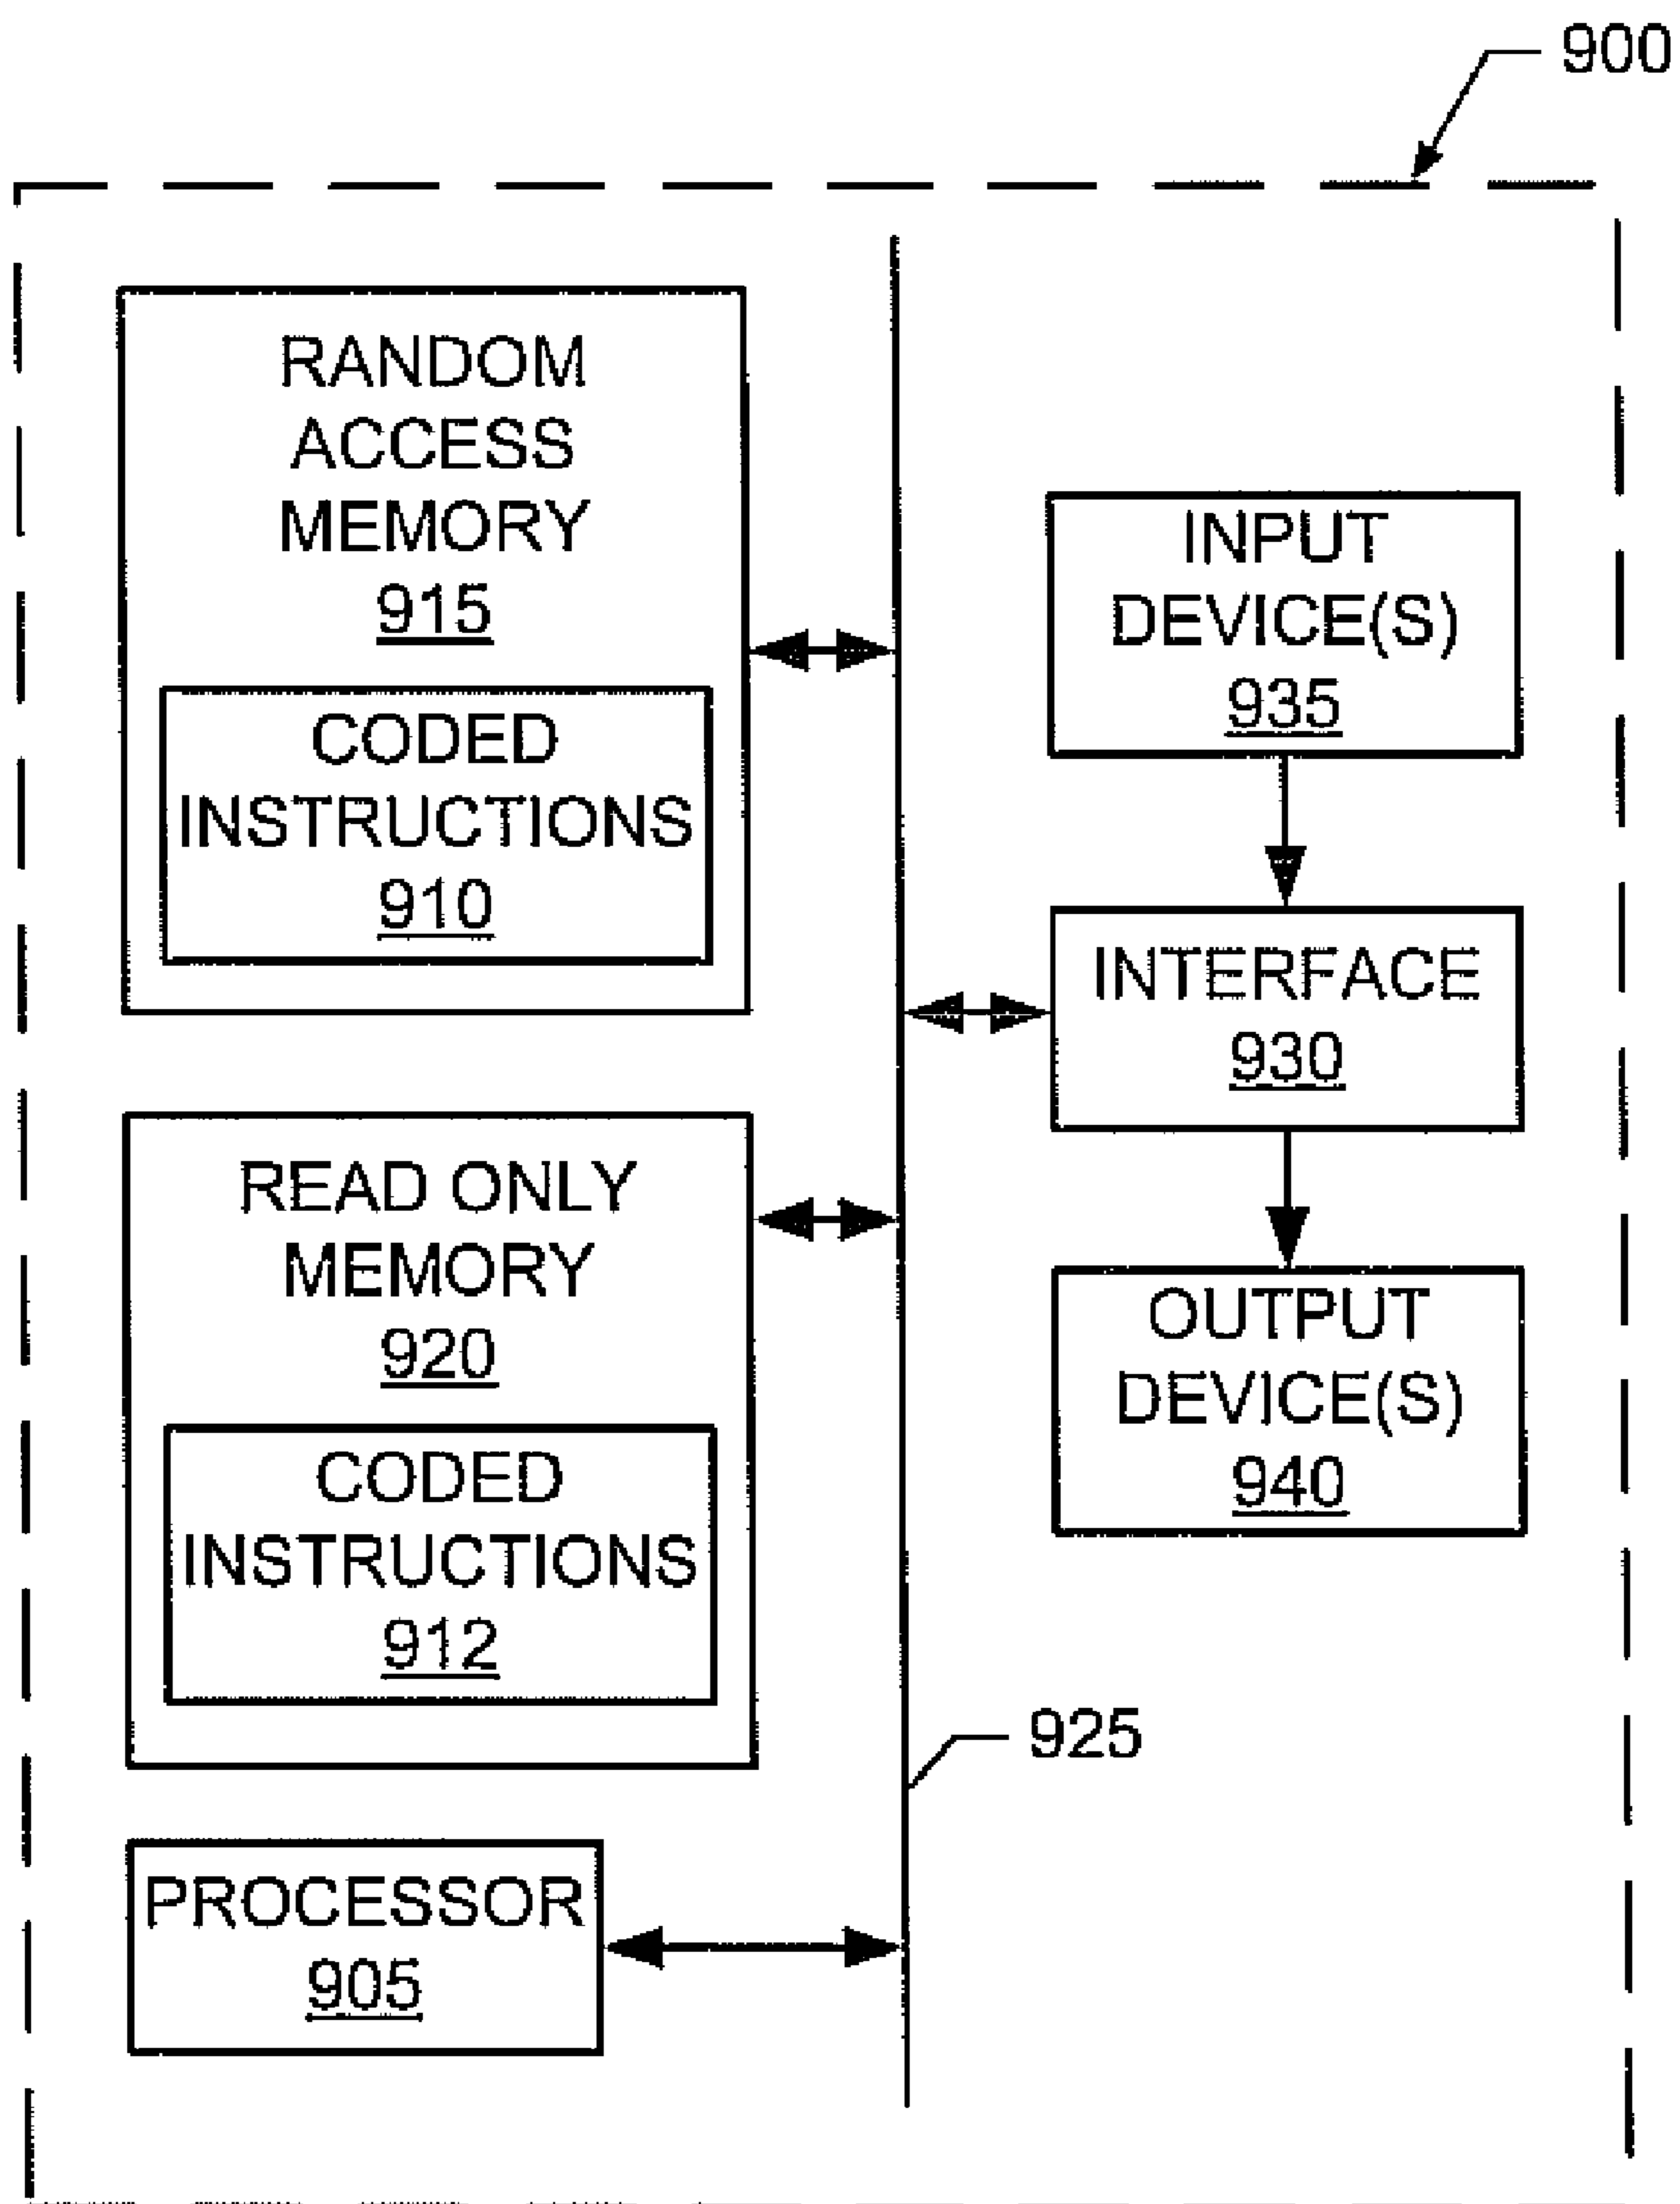 900
RANDOM
ACCESS
MEMORY
915
CODED
INSTRUCTIONS
910
READ ONLY
MEMORY
920
CODED
INSTRUCTIONS
912
PROCESSOR
905
INPUT
DEVICE(S)
935
INTERFACE
930
OUTPUT
DEVICE(S)
940
925